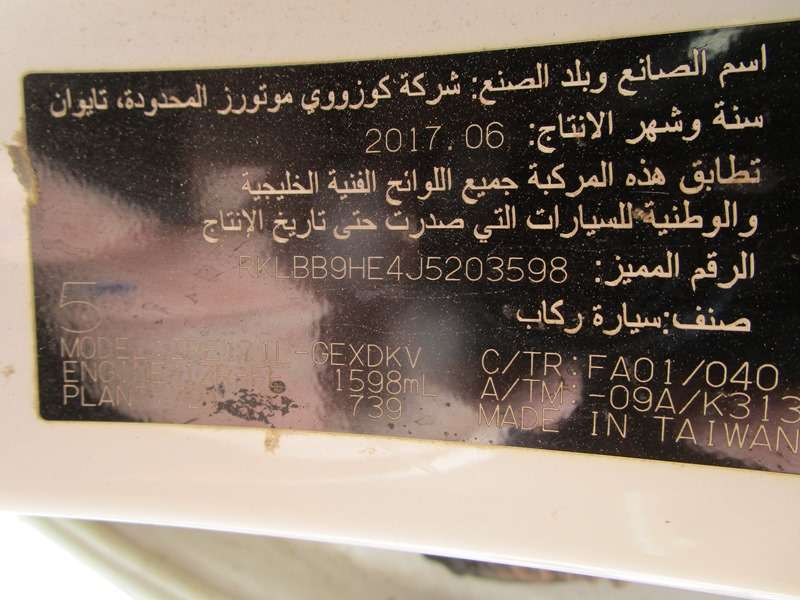 اسم الصانع وبلد الصنع: شركة كوزووي موتورز المحدودة، تايوان
سنة وشهر الانتاج: 2017.06
تطابق هذه المركبة جميع اللوائح الفنية الخليجية
والوطنية للسيارات التي صدرت حتى تاريخ الإنتاج
الرقم المميز: RKLBB9HE4J5203598
صنف:سيارة ركاب
5
MODEL: L-GEXDKV C/TR:FA01/040
ENGINE 1598mL A/TM:-09A/K313
PLANT 739 MADE IN TAIWAN